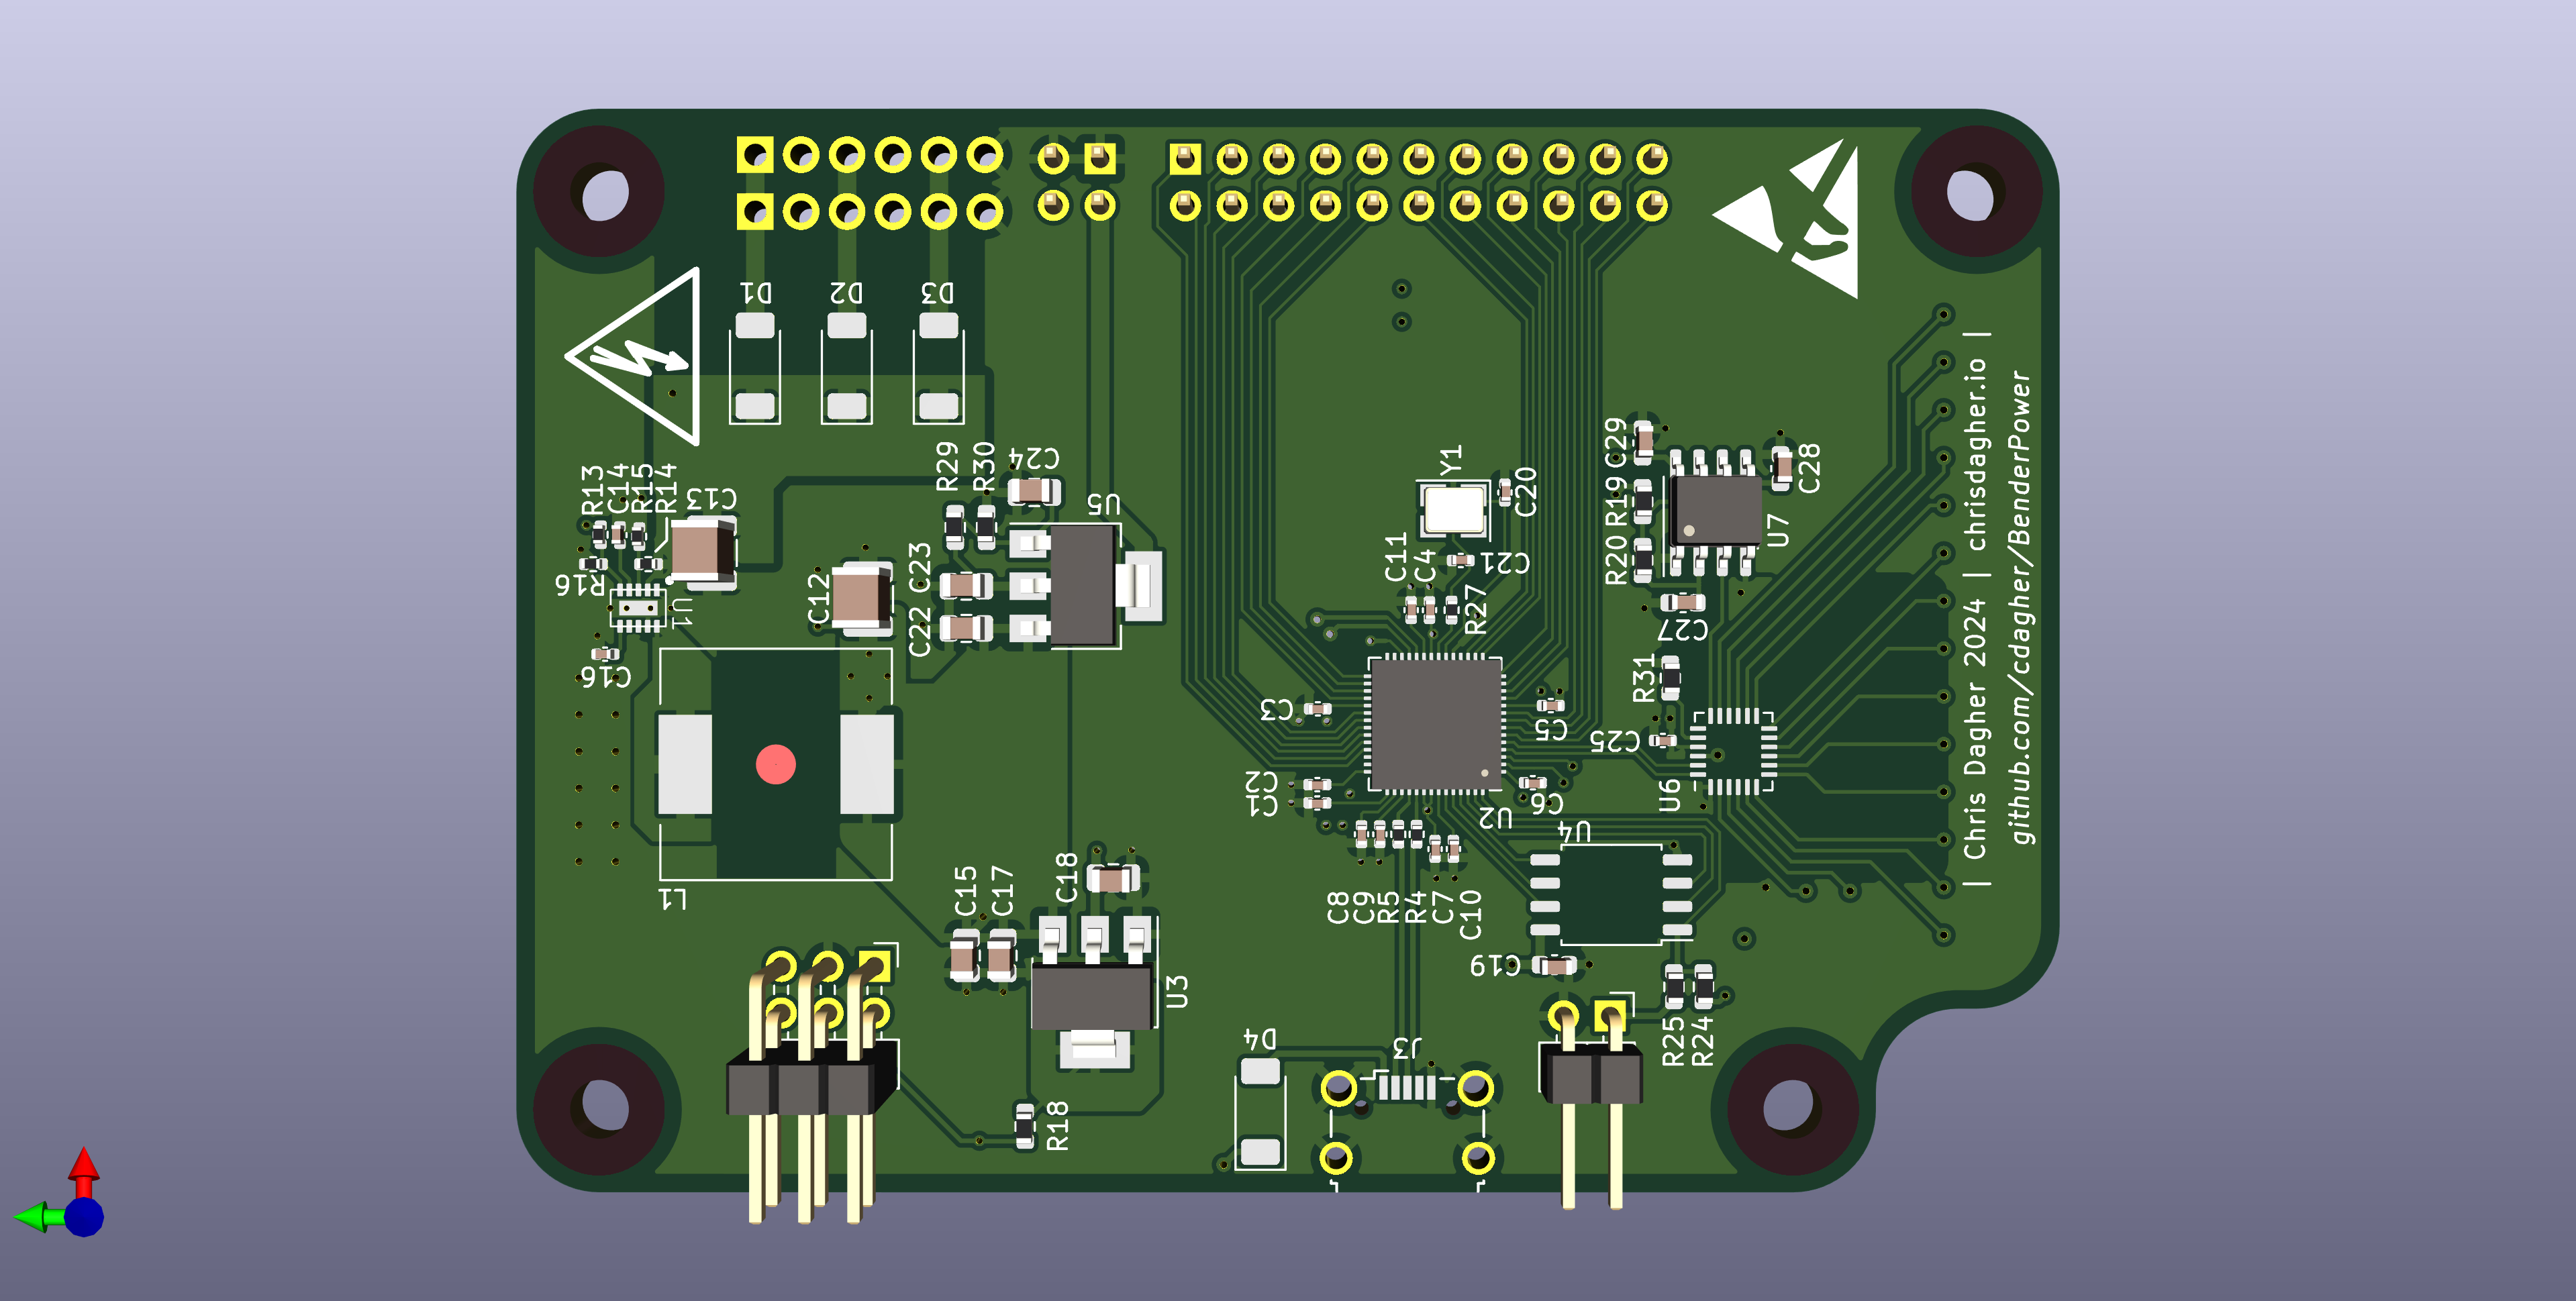 D1
D2
D3
R13
C14
R15
R14
C13
R29
R30
C24
U5
Y1
C20
C29
C28
R19
U7
R20
C11
C4
C21
R27
R16
U1
C12
C23
C22
C27
C16
R31
C3
C5
C25
C2
C1
C6
U2
U6
U4
L1
C15
C17
C18
C8
C9
R5
R4
C7
C10
C19
U3
D4
J3
R25
R24
R18
| Chris Dagher 2024 | chrisdagher.io |
github.com/cdagher/BenderPower